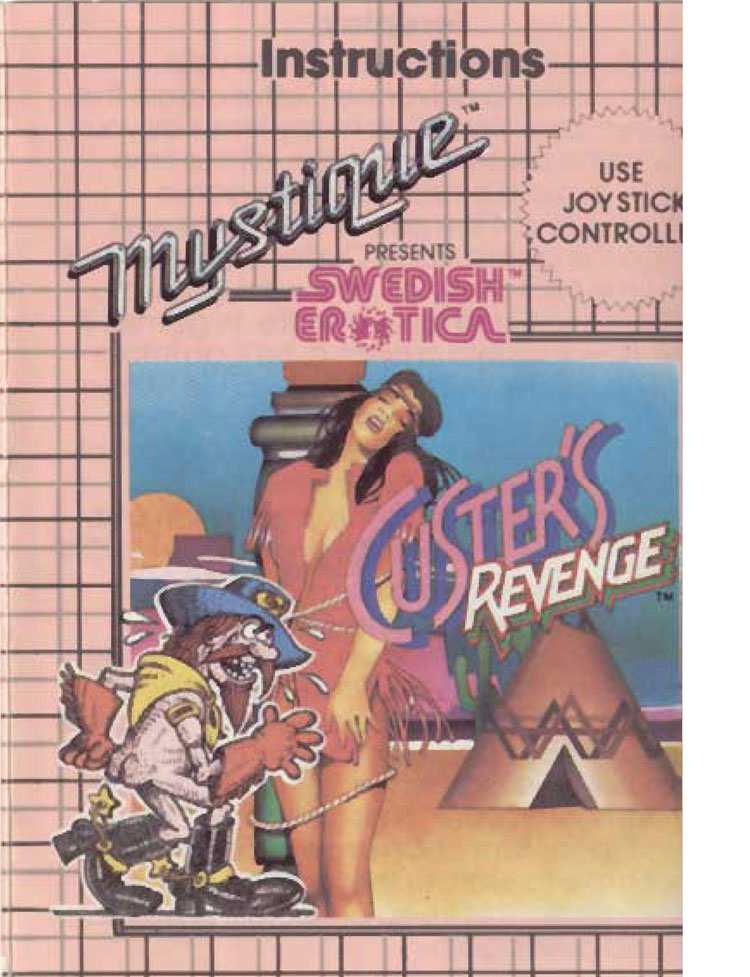 Instructions
mystique™
PRESENTS
SWEDISH™
EROTICA
USE
JOY STICK
CONTROLL
CUSTER'S
REVENGE
TM